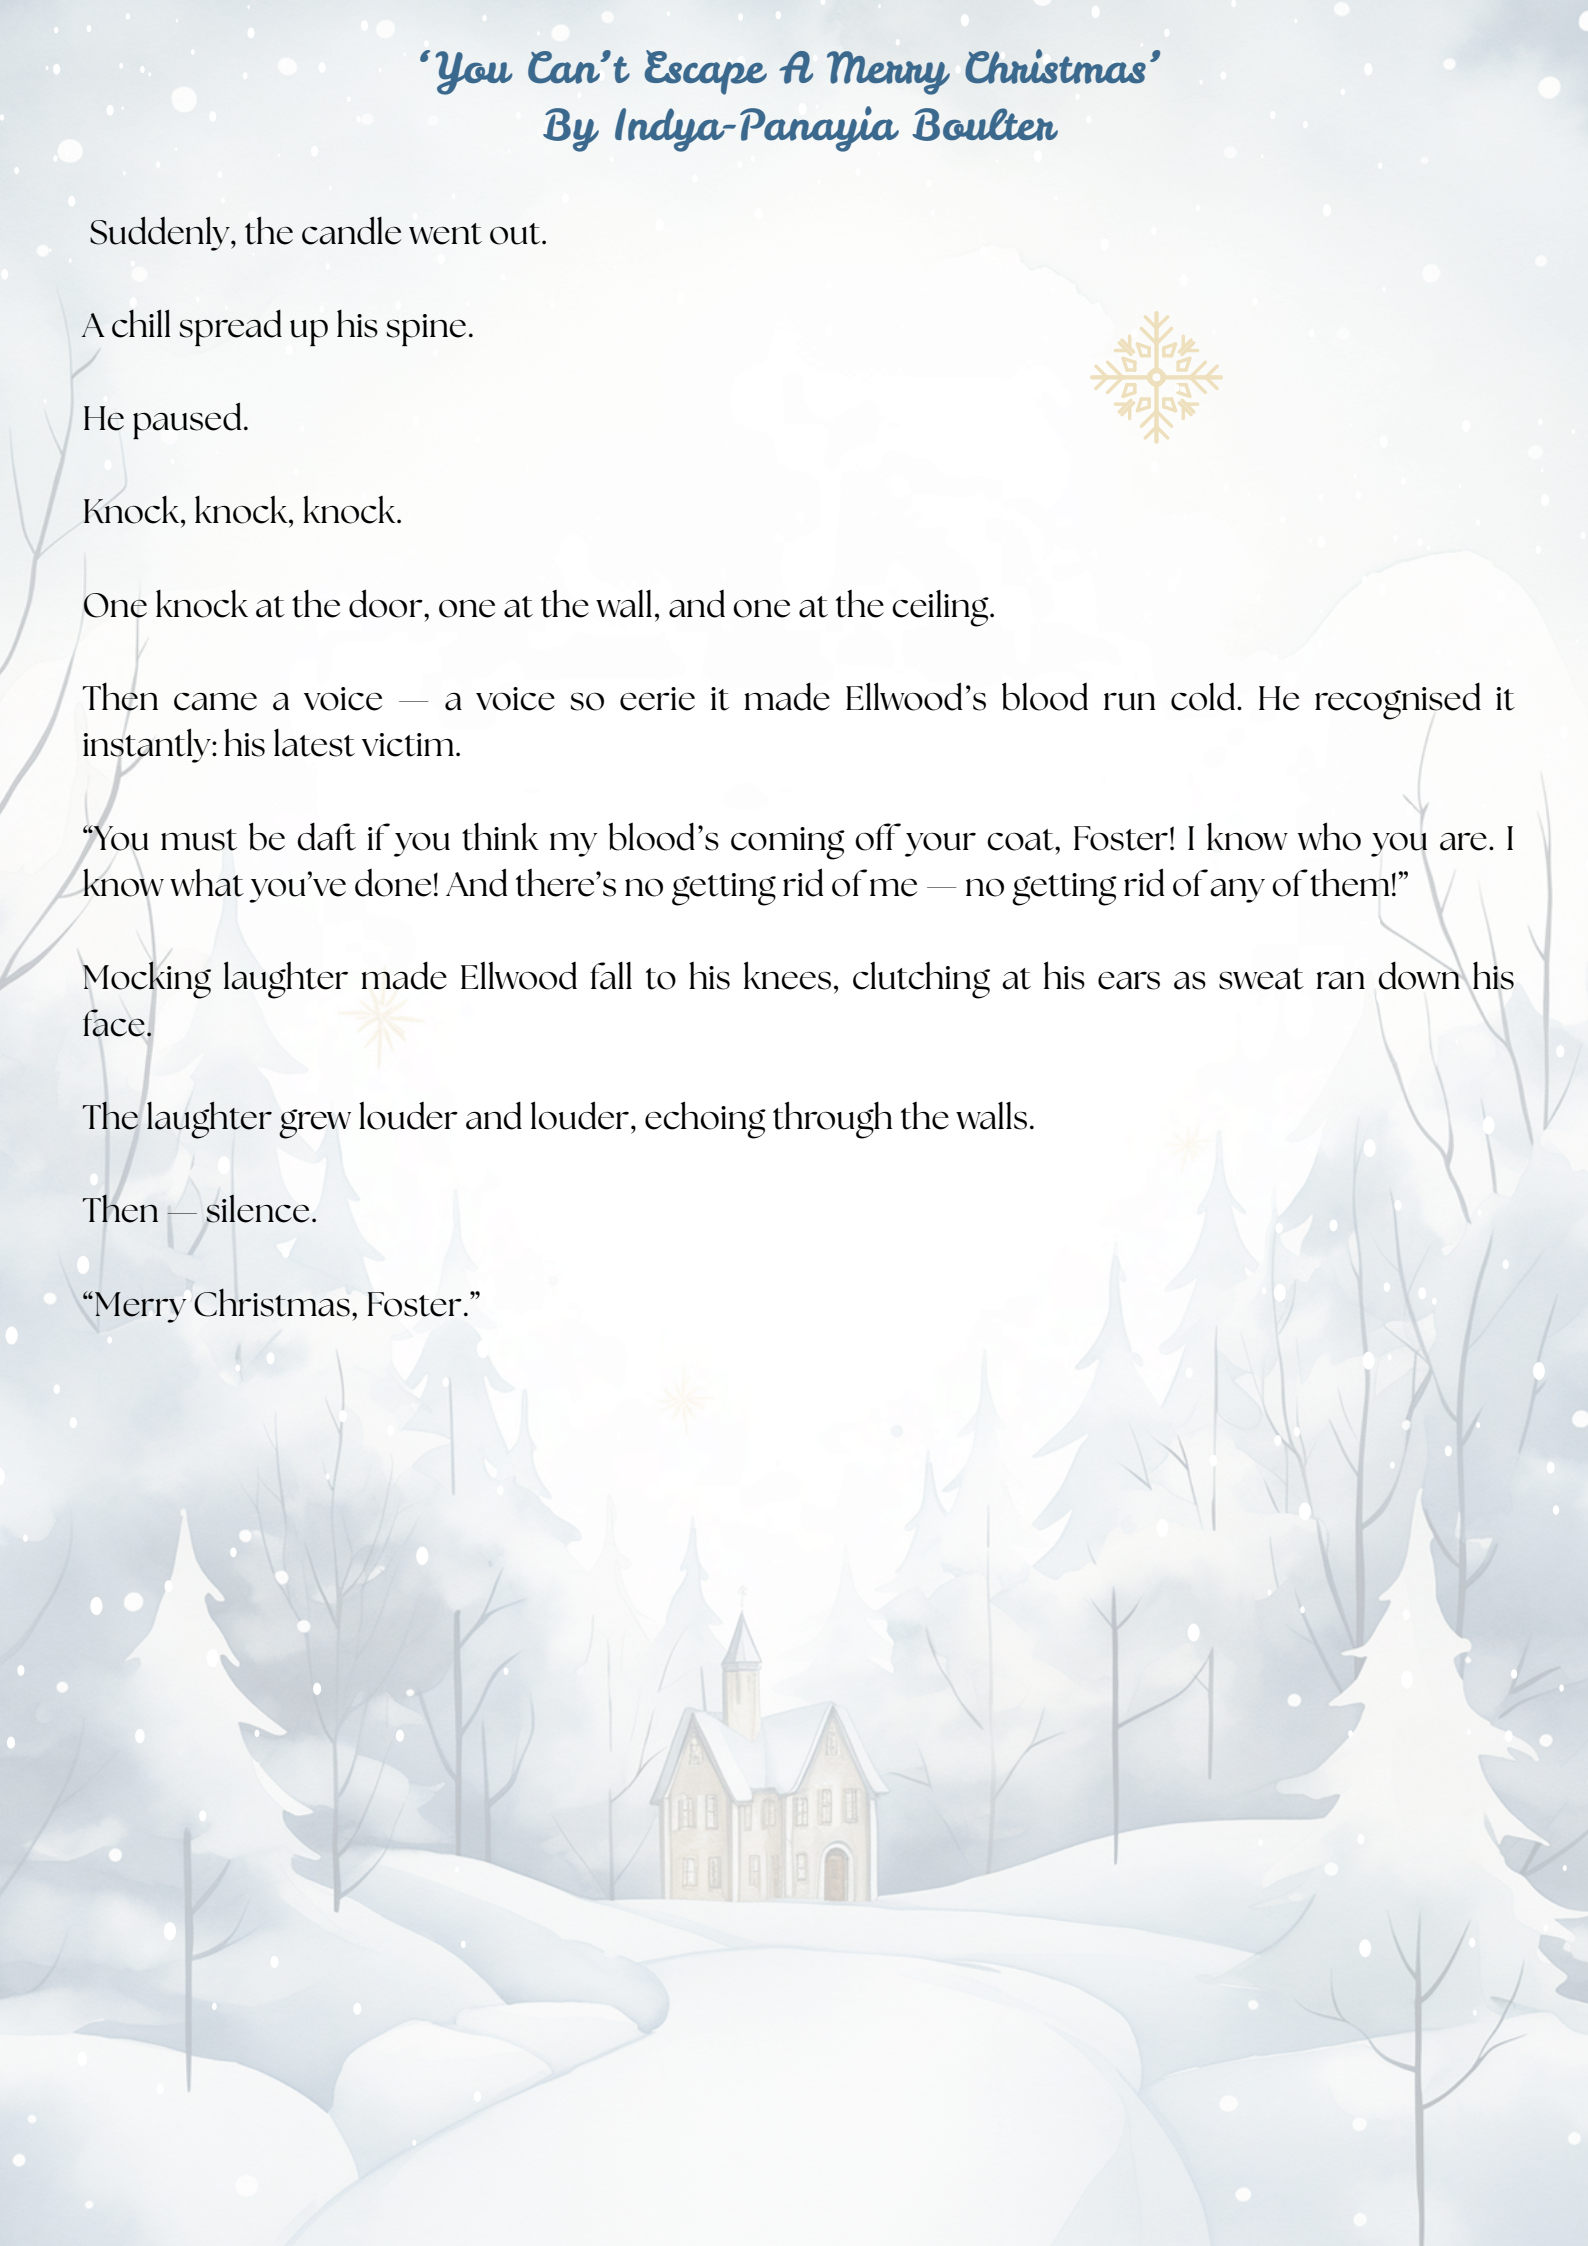 ‘You Can’t Escape A Merry Christmas’
By Indya-Panayia Boulter
Suddenly, the candle went out.
A chill spread up his spine.
He paused.
Knock, knock, knock.
One knock at the door, one at the wall, and one at the ceiling.
Then came a voice — a voice so eerie it made Ellwood’s blood run cold. He recognised it
instantly: his latest victim.
“You must be daft if you think my blood’s coming off your coat, Foster! I know who you are. I
know what you’ve done! And there’s no getting rid of me — no getting rid of any of them!”
Mocking laughter made Ellwood fall to his knees, clutching at his ears as sweat ran down his
face.
The laughter grew louder and louder, echoing through the walls.
Then — silence.
“Merry Christmas, Foster.”